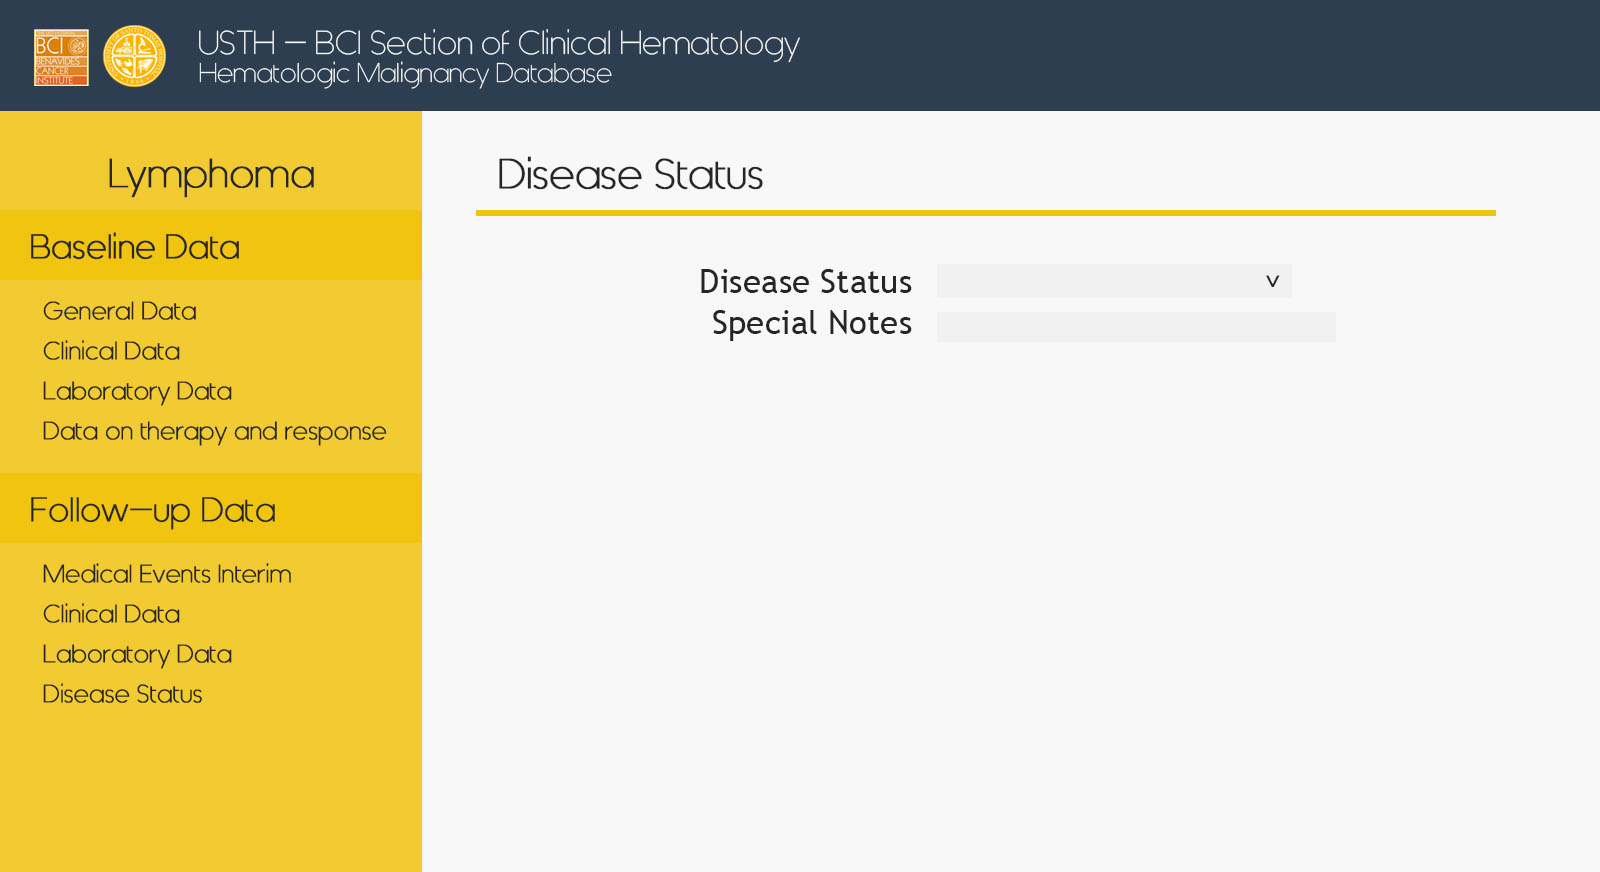 BCI
BENAVIDES
CANCER
INSTITUTE
USTH – BCI Section of Clinical Hematology
Hematologic Malignancy Database
Lymphoma
Baseline Data
General Data
Clinical Data
Laboratory Data
Data on therapy and response
Follow-up Data
Medical Events Interim
Clinical Data
Laboratory Data
Disease Status
Disease Status
Disease Status
Special Notes